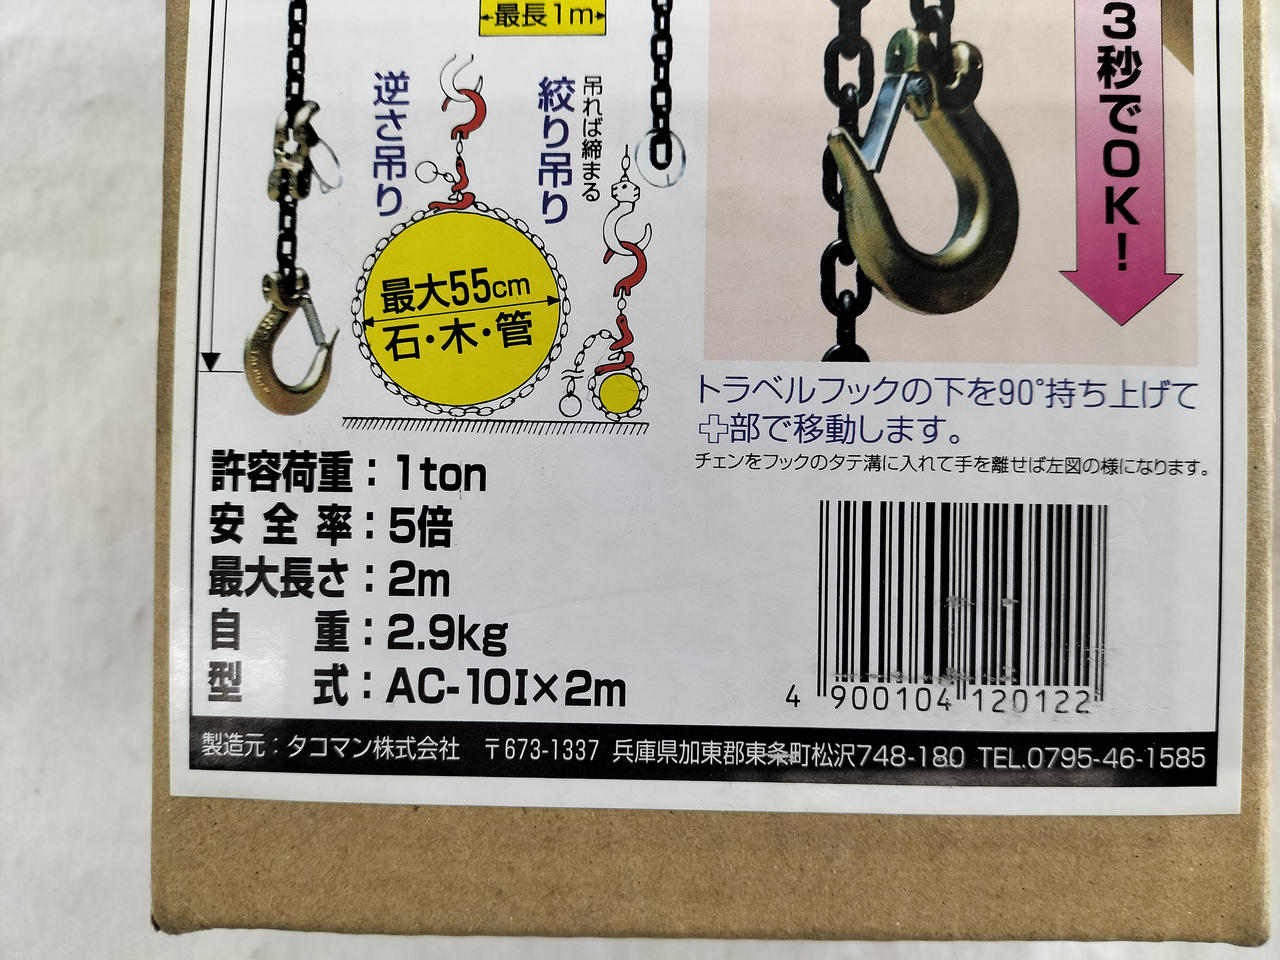 最長1m
3秒でOK!
逆さ吊り
絞り吊り
吊れば締まる
最大55cm
石・木・管
トラベルフックの下を90°持ち上げて
部で移動します。
チェンをフックのタテ溝に入れて手を離せば左図の様になります。
許容荷重:1ton
安全率:5倍
最大長さ:2m
自重:2.9kg
型式:AC-10I×2m
4 900104 120122
製造元:タコマン株式会社 〒673-1337 兵庫県加東郡東条町松沢748-180 TEL.0795-46-1585